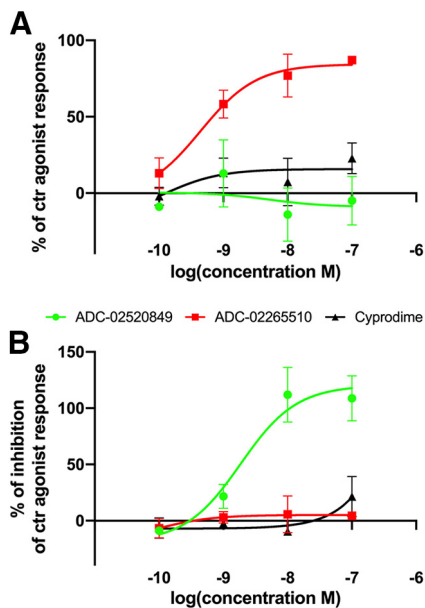 A
% of ctr agonist response
100
50
0
-10 -9 -8 -7 -6
log(concentration M)
ADC-02520849 ADC-02265510 Cyprodime
B
% of inhibition
of ctr agonist response
150
100
50
0
-10 -9 -8 -7 -6
log(concentration M)